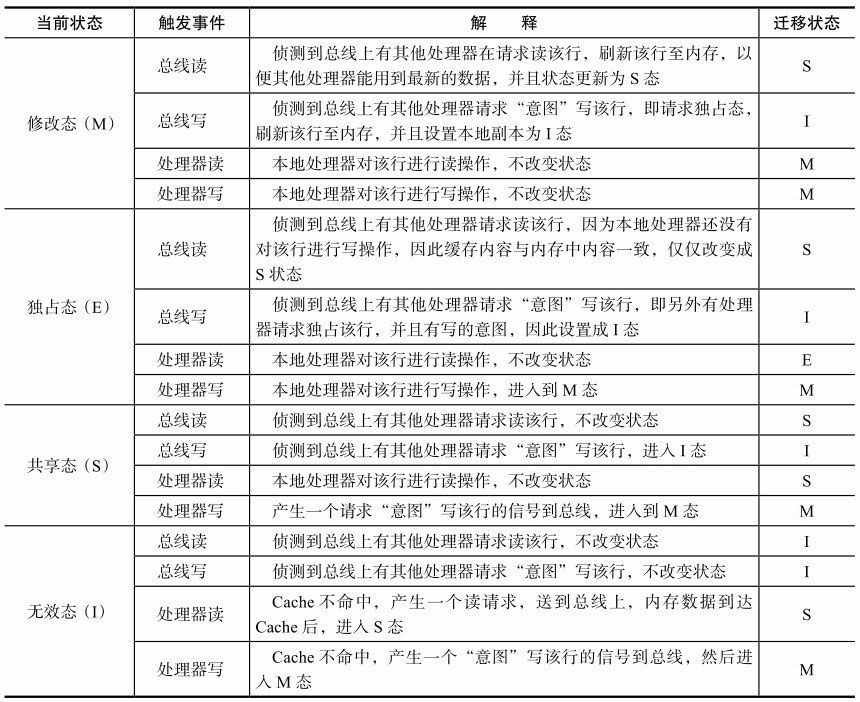 当前状态 触发事件 解 释 迁移状态
修改态（M） 总线读 侦测到总线上有其他处理器在请求读该行，刷新该行至内存，以
便其他处理器能用到最新的数据，并且状态更新为 S 态 S
总线写 侦测到总线上有其他处理器请求“意图”写该行，即请求独占态，
刷新该行至内存，并且设置本地副本为 I 态 I
处理器读 本地处理器对该行进行读操作，不改变状态 M
处理器写 本地处理器对该行进行写操作，不改变状态 M
独占态（E） 总线读 侦测到总线上有其他处理器请求读该行，因为本地处理器还没有
对该行进行写操作，因此缓存内容与内存中内容一致，仅仅改变成
S 状态 S
总线写 侦测到总线上有其他处理器请求“意图”写该行，即另外有处理
器请求独占该行，并且有写的意图，因此设置成 I 态 I
处理器读 本地处理器对该行进行读操作，不改变状态 E
处理器写 本地处理器对该行进行写操作，进入到 M 态 M
共享态（S） 总线读 侦测到总线上有其他处理器请求读该行，不改变状态 S
总线写 侦测到总线上有其他处理器请求“意图”写该行，进入 I 态 I
处理器读 本地处理器对该行进行读操作，不改变状态 S
处理器写 产生一个请求“意图”写该行的信号到总线，进入到 M 态 M
无效态（I） 总线读 侦测到总线上有其他处理器请求读该行，不改变状态 I
总线写 侦测到总线上有其他处理器请求“意图”写该行，不改变状态 I
处理器读 Cache 不命中，产生一个读请求，送到总线上，内存数据到达
Cache 后，进入 S 态 S
处理器写 Cache 不命中，产生一个“意图”写该行的信号到总线，然后进
入 M 态 M